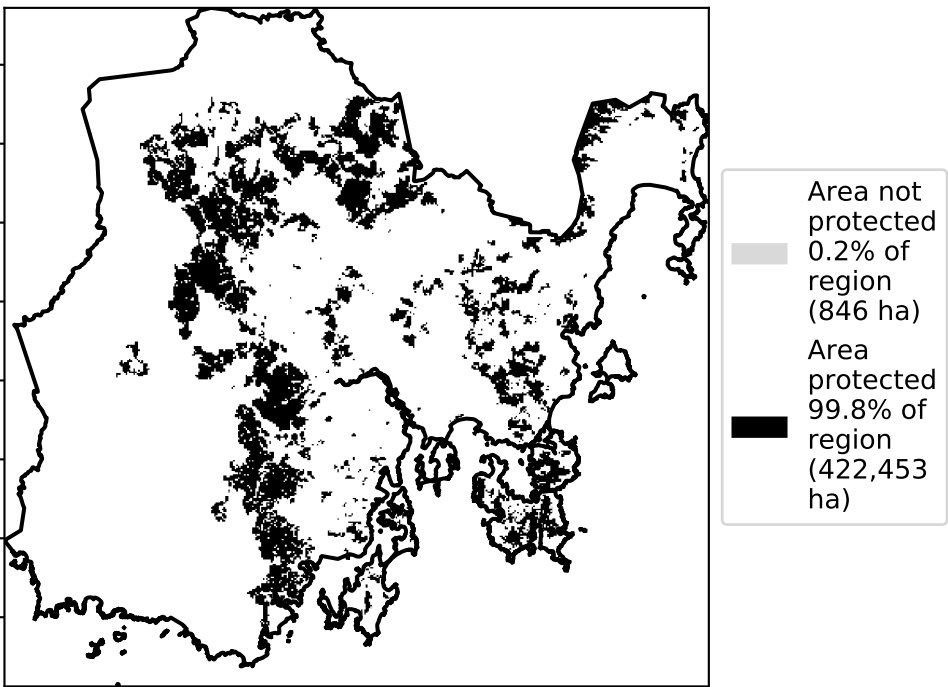 Area not
protected
0.2% of
region
(846 ha)
Area
protected
99.8% of
region
(422,453
ha)